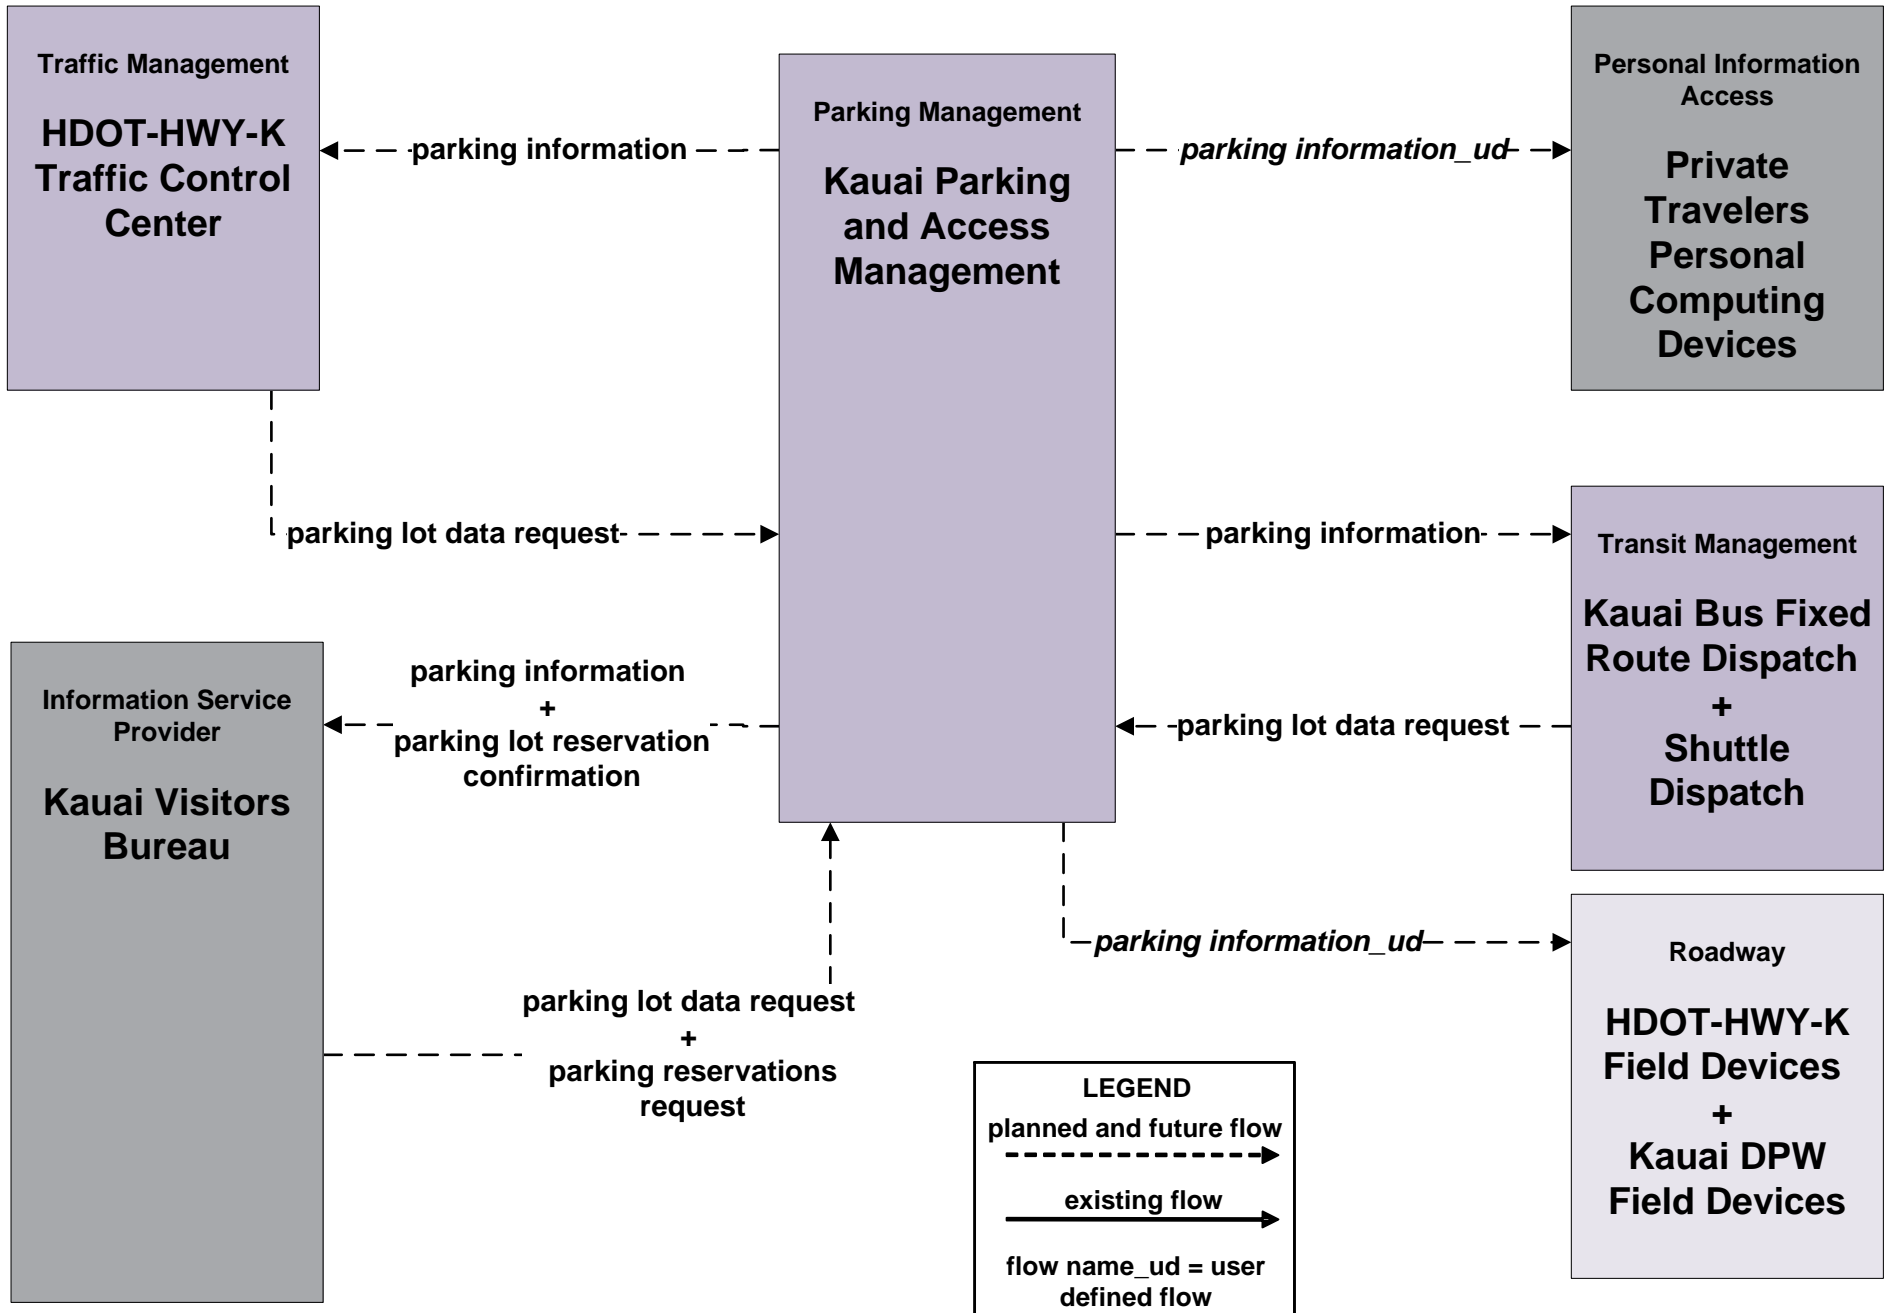 Traffic Management
HDOT-HWY-K
Traffic Control
Center
parking information
Parking Management
Kauai Parking
and Access
Management
parking information_ud
Personal Information
Access
Private
Travelers
Personal
Computing
Devices
parking lot data request
parking information
Transit Management
Kauai Bus Fixed
Route Dispatch
+
Shuttle
Dispatch
parking lot data request
Information Service
Provider
Kauai Visitors
Bureau
parking information
+
parking lot reservation
confirmation
parking lot data request
+
parking reservations
request
parking information_ud
Roadway
HDOT-HWY-K
Field Devices
+
Kauai DPW
Field Devices
LEGEND
planned and future flow
existing flow
flow name_ud = user
defined flow